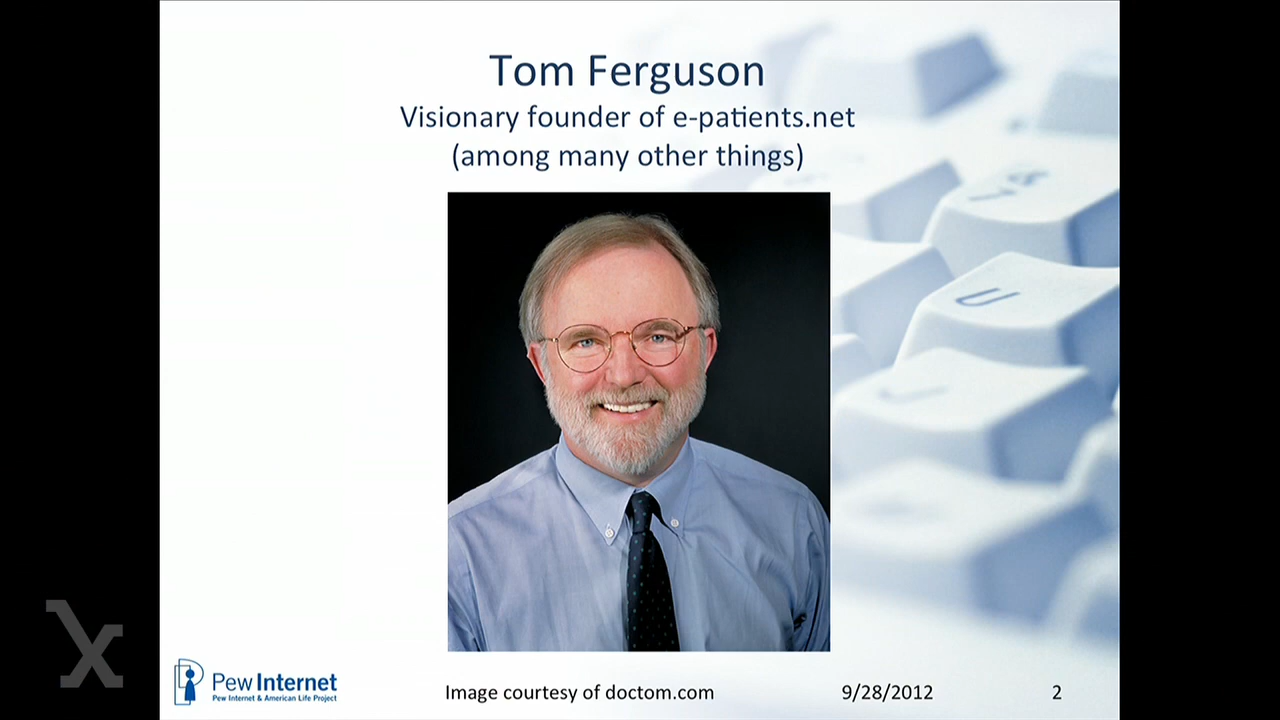 Tom Ferguson
Visionary founder of e-patients.net
(among many other things)
U
Pew Internet
Pew Internet & American Life Project
Image courtesy of doctom.com
9/28/2012
2